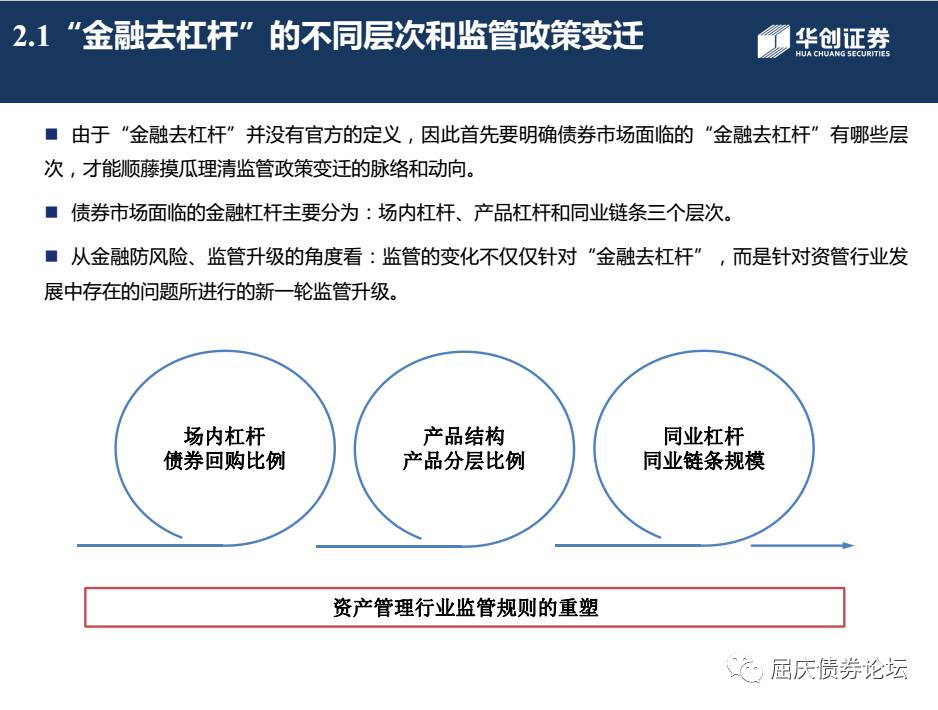 2.1“金融去杠杆”的不同层次和监管政策变迁
华创证券
HUA CHUANG SECURITIES
■ 由于“金融去杠杆”并没有官方的定义，因此首先要明确债券市场面临的“金融去杠杆”有哪些层
次，才能顺藤摸瓜理清监管政策变迁的脉络和动向。
■ 债券市场面临的金融杠杆主要分为：场内杠杆、产品杠杆和同业链条三个层次。
■ 从金融防风险、监管升级的角度看：监管的变化不仅仅针对“金融去杠杆”，而是针对资管行业发
展中存在的问题所进行的新一轮监管升级。
场内杠杆
债券回购比例
产品结构
产品分层比例
同业杠杆
同业链条规模
资产管理行业监管规则的重塑
屈庆债券论坛